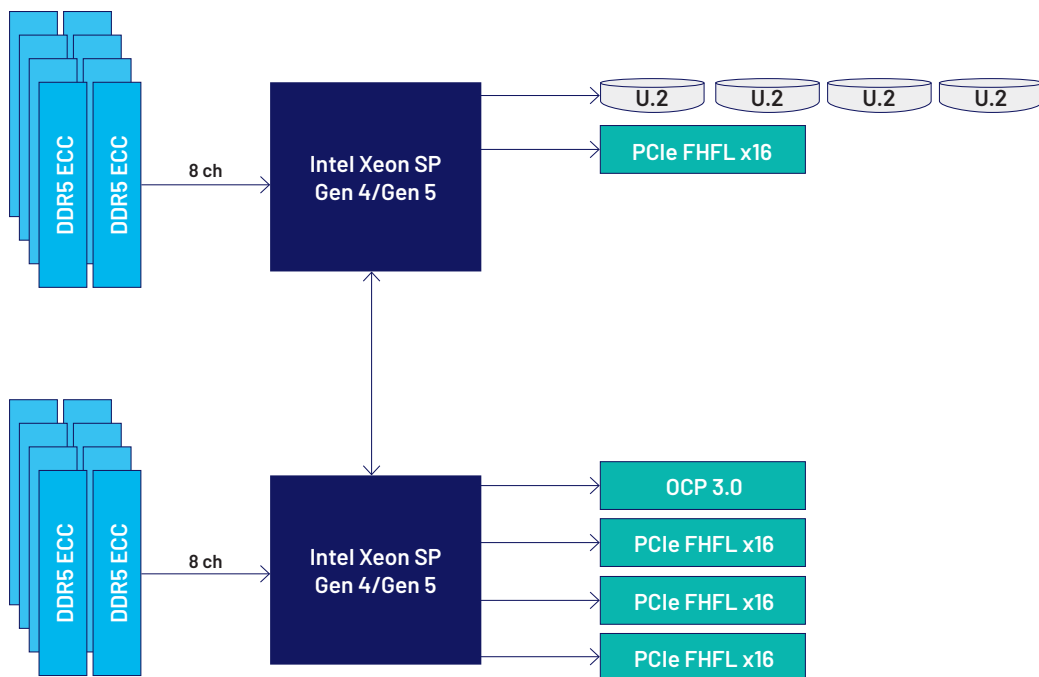 DDR5 ECC
DDR5 ECC
8 ch
Intel Xeon SP
Gen 4/Gen 5
U.2
U.2
U.2
U.2
PCIe FHFL x16
DDR5 ECC
DDR5 ECC
8 ch
Intel Xeon SP
Gen 4/Gen 5
OCP 3.0
PCIe FHFL x16
PCIe FHFL x16
PCIe FHFL x16